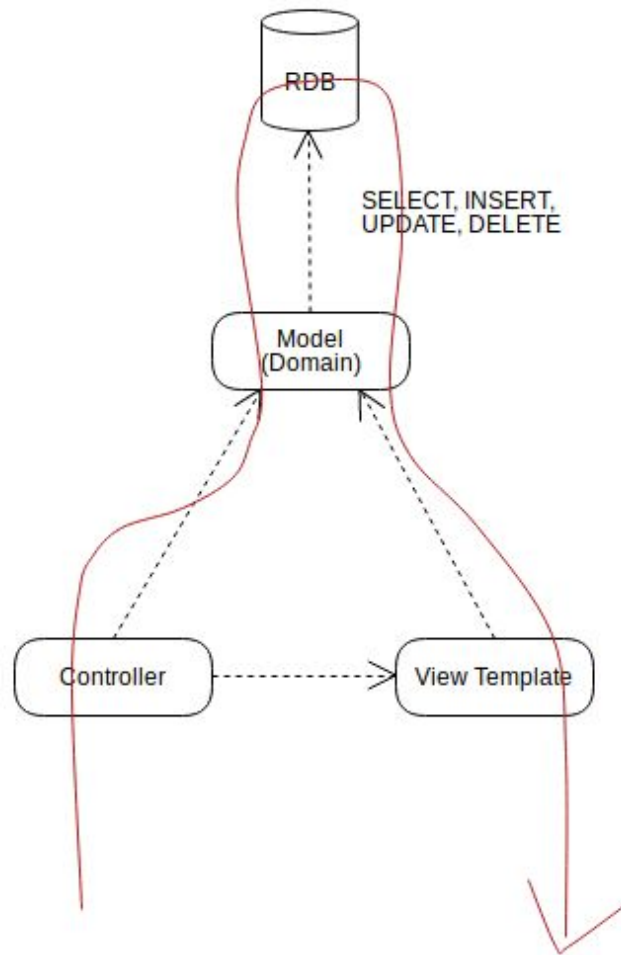 RDB
SELECT, INSERT,
UPDATE, DELETE
Model
(Domain)
Controller
View Template